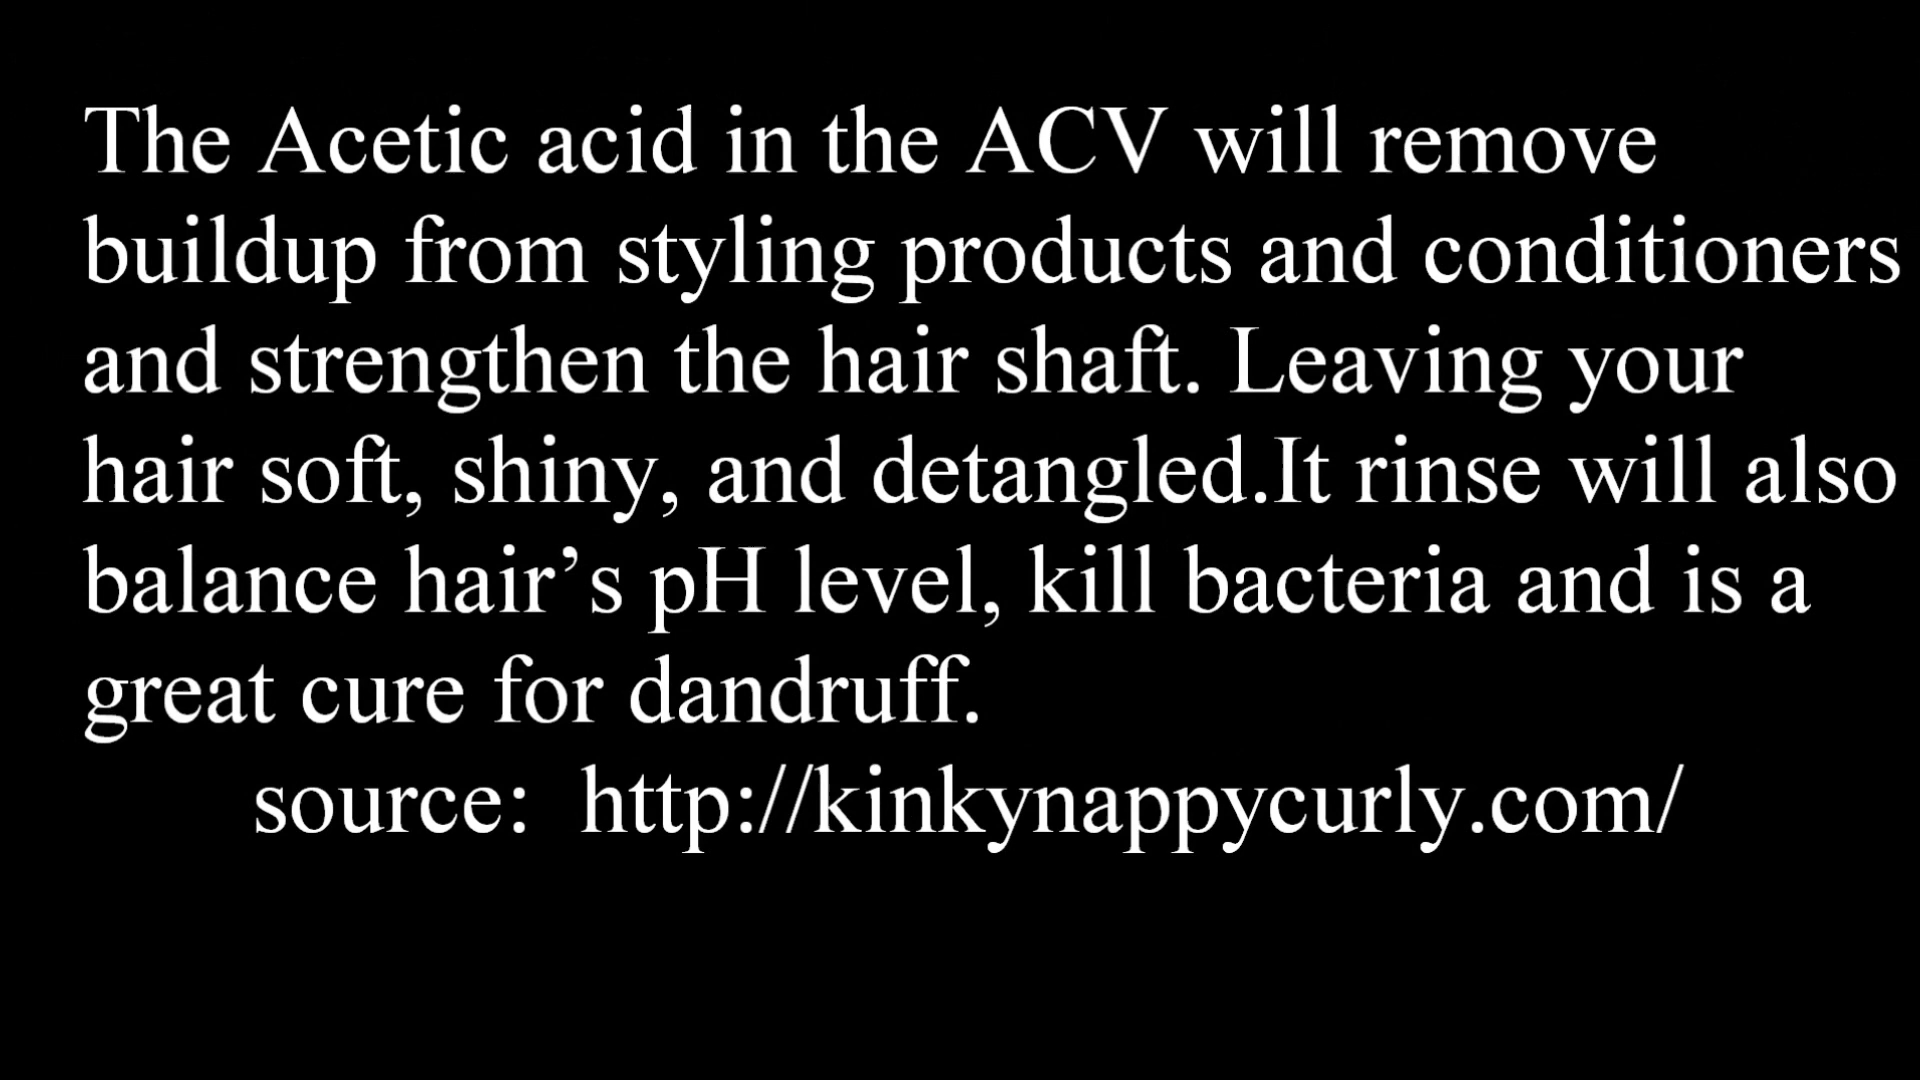 The Acetic acid in the ACV will remove
buildup from styling products and conditioners
and strengthen the hair shaft. Leaving your
hair soft, shiny, and detangled.It rinse will also
balance hair’s pH level, kill bacteria and is a
great cure for dandruff.
source:  http://kinkynappycurly.com/